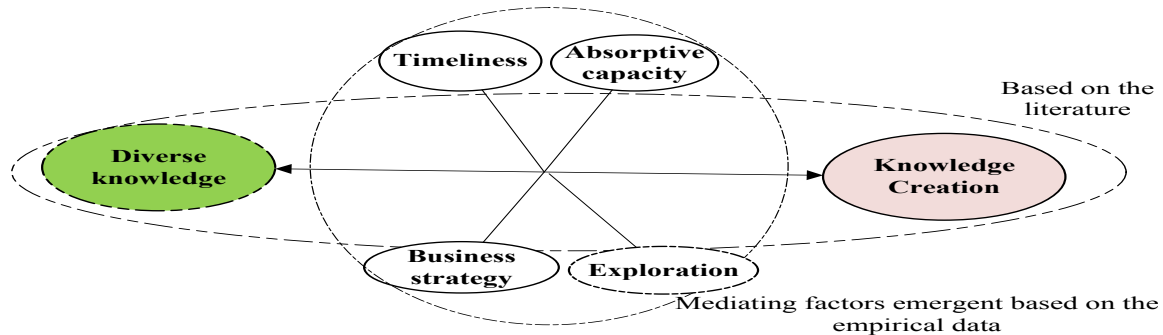 Timeliness
Absorptive
capacity
Based on the
literature
Diverse
knowledge
Knowledge
Creation
Business
strategy
Exploration
Mediating factors emergent based on the
empirical data